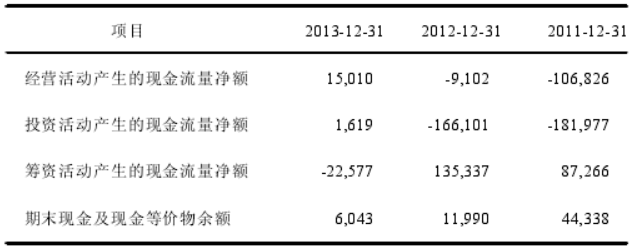 项目 2013-12-31 2012-12-31 2011-12-31
经营活动产生的现金流量净额 15,010 -9,102 -106,826
投资活动产生的现金流量净额 1,619 -166,101 -181,977
筹资活动产生的现金流量净额 -22,577 135,337 87,266
期末现金及现金等价物余额 6,043 11,990 44,338